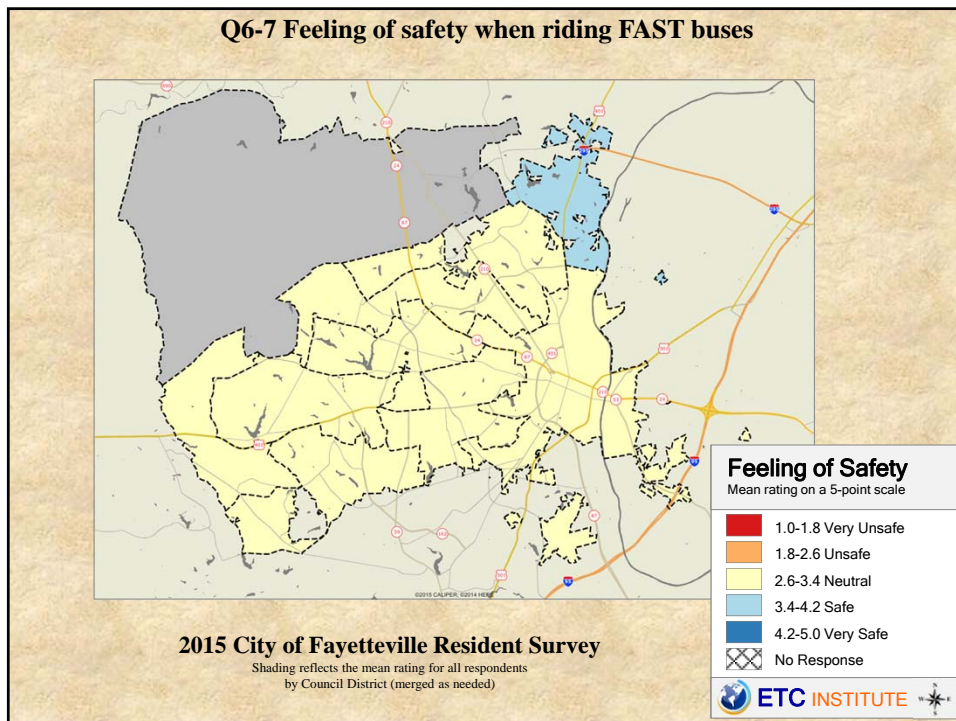 Q6-7 Feeling of safety when riding FAST buses
©2015 CALIPER; ©2014 HERE
Feeling of Safety
Mean rating on a 5-point scale
1.0-1.8 Very Unsafe
1.8-2.6 Unsafe
2.6-3.4 Neutral
3.4-4.2 Safe
4.2-5.0 Very Safe
No Response
2015 City of Fayetteville Resident Survey
Shading reflects the mean rating for all respondents
by Council District (merged as needed)
ETC INSTITUTE